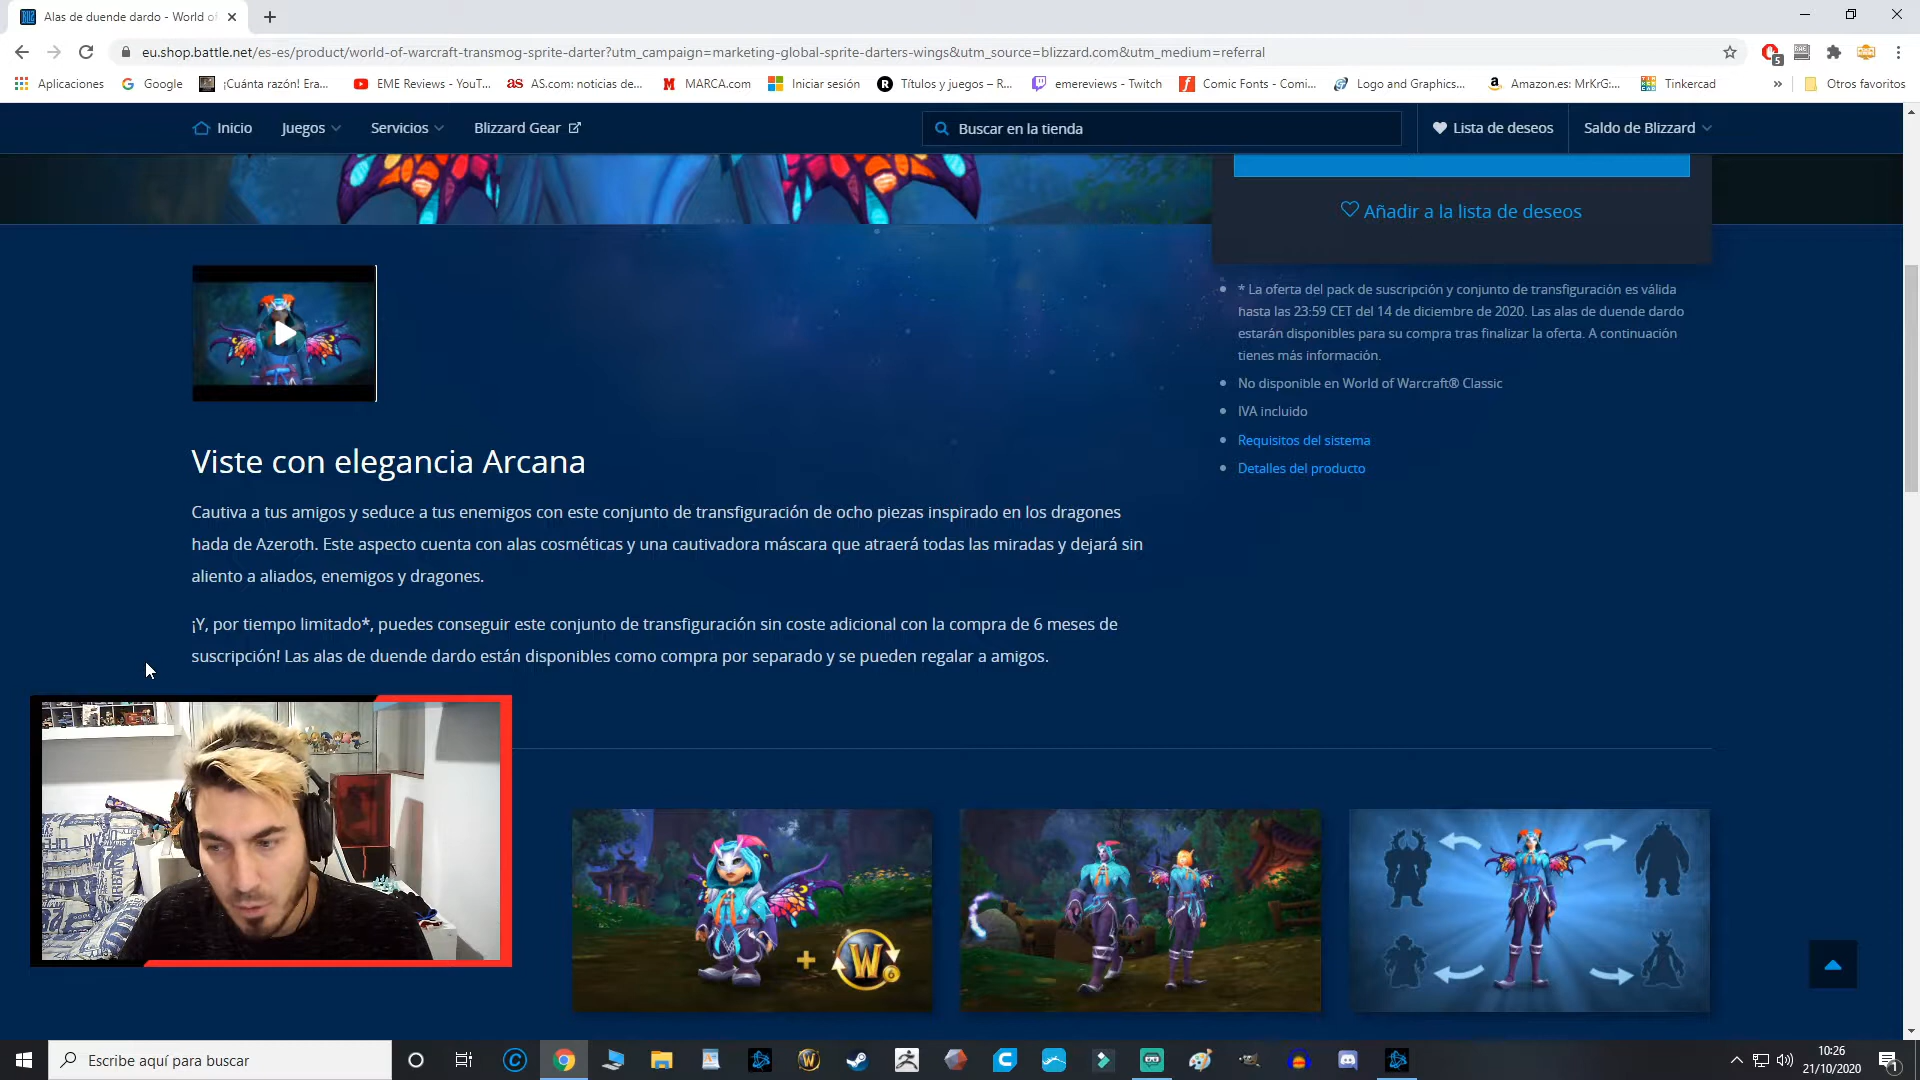 Alas de duende dardo - World of
eu.shop.battle.net/es-es/product/world-of-warcraft-transmog-sprite-darter?utm_campaign=marketing-global-sprite-darters-wings&utm_source=blizzard.com&utm_medium=referral
5
Aplicaciones Google ¡Cuánta razón! Era... EME Reviews - YouT... AS.com: noticias de... MARCA.com Iniciar sesión Títulos y juegos – R... emereviews - Twitch Comic Fonts - Comi... Logo and Graphics... Amazon.es: MrKrG:... Tinkercad » Otros favoritos
Inicio Juegos Servicios Blizzard Gear Buscar en la tienda Lista de deseos Saldo de Blizzard
Añadir a la lista de deseos
* La oferta del pack de suscripción y conjunto de transfiguración es válida
hasta las 23:59 CET del 14 de diciembre de 2020. Las alas de duende dardo
estarán disponibles para su compra tras finalizar la oferta. A continuación
tienes más información.
No disponible en World of Warcraft® Classic
IVA incluido
Requisitos del sistema
Detalles del producto
Viste con elegancia Arcana
Cautiva a tus amigos y seduce a tus enemigos con este conjunto de transfiguración de ocho piezas inspirado en los dragones
hada de Azeroth. Este aspecto cuenta con alas cosméticas y una cautivadora máscara que atraerá todas las miradas y dejará sin
aliento a aliados, enemigos y dragones.
¡Y, por tiempo limitado*, puedes conseguir este conjunto de transfiguración sin coste adicional con la compra de 6 meses de
suscripción! Las alas de duende dardo están disponibles como compra por separado y se pueden regalar a amigos.
+ W 6
Escribe aquí para buscar
10:26
21/10/2020
1